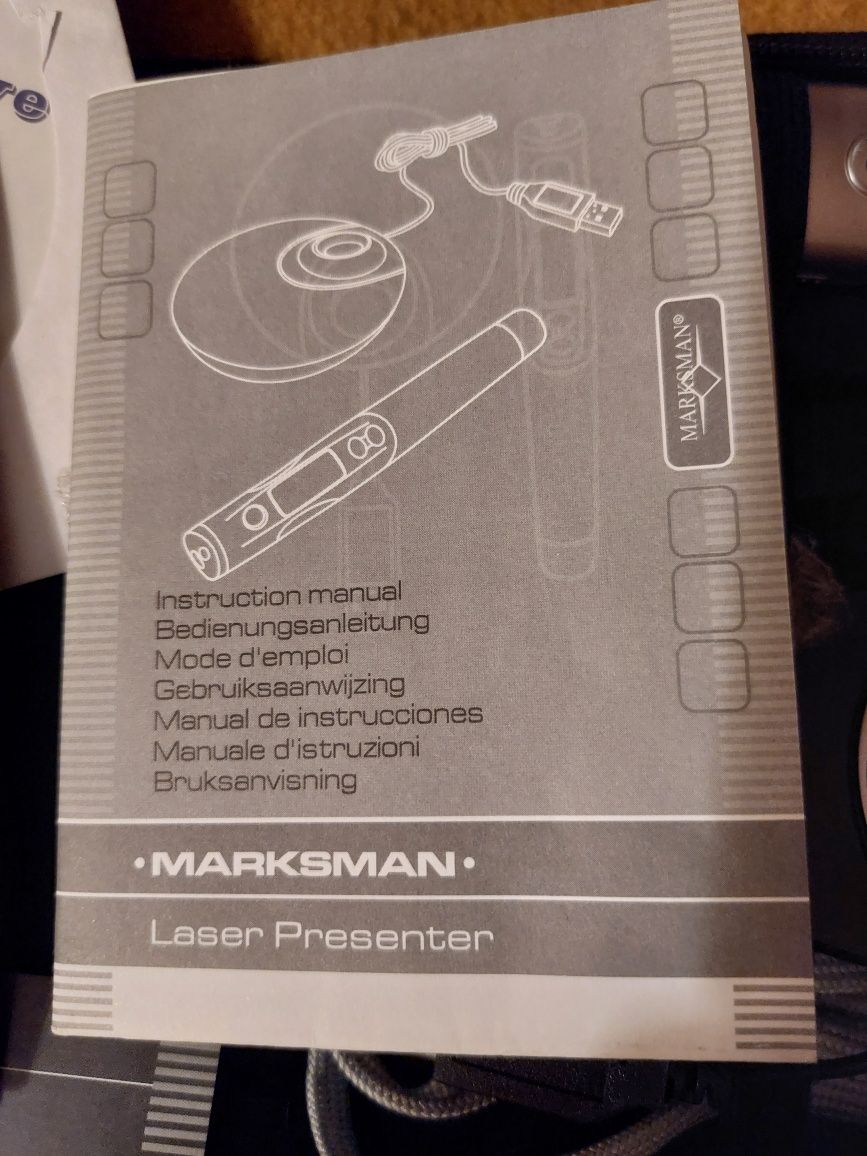 MARKSMAN®
Instruction manual
Bedienungsanleitung
Mode d'emploi
Gebruiksaanwijzing
Manual de instrucciones
Manuale d'istruzioni
Bruksanvisning
•MARKSMAN•
Laser Presenter